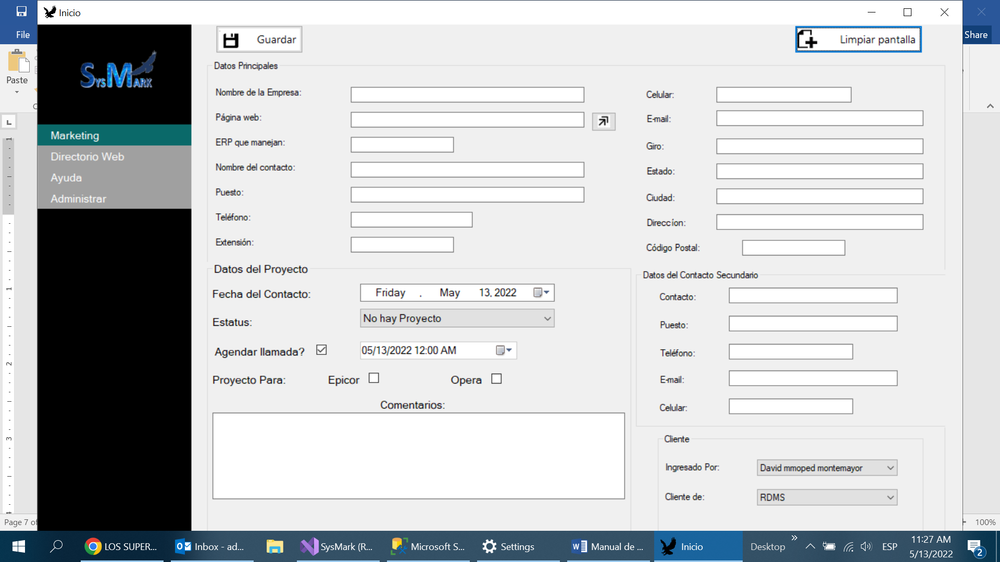 Inicio
File
Share
Paste
Guardar
Limpiar pantalla
SysMark
Marketing
Directorio Web
Ayuda
Administrar
Datos Principales
Nombre de la Empresa:
Página web:
ERP que manejan:
Nombre del contacto:
Puesto:
Teléfono:
Extensión:
Celular:
E-mail:
Giro:
Estado:
Ciudad:
Direccíon:
Código Postal:
Datos del Proyecto
Fecha del Contacto:
Friday , May 13, 2022
Estatus:
No hay Proyecto
Agendar llamada?
05/13/2022 12:00 AM
Proyecto Para:
Epicor
Opera
Comentarios:
Datos del Contacto Secundario
Contacto:
Puesto:
Teléfono:
E-mail:
Celular:
Cliente
Ingresado Por:
David mmoped montemayor
Cliente de:
RDMS
1
1
2
3
Page 7 of
100%
LOS SUPER...
Inbox - ad...
SysMark (R...
Microsoft S...
Settings
Manual de ...
Inicio
Desktop
ESP
11:27 AM
5/13/2022
2